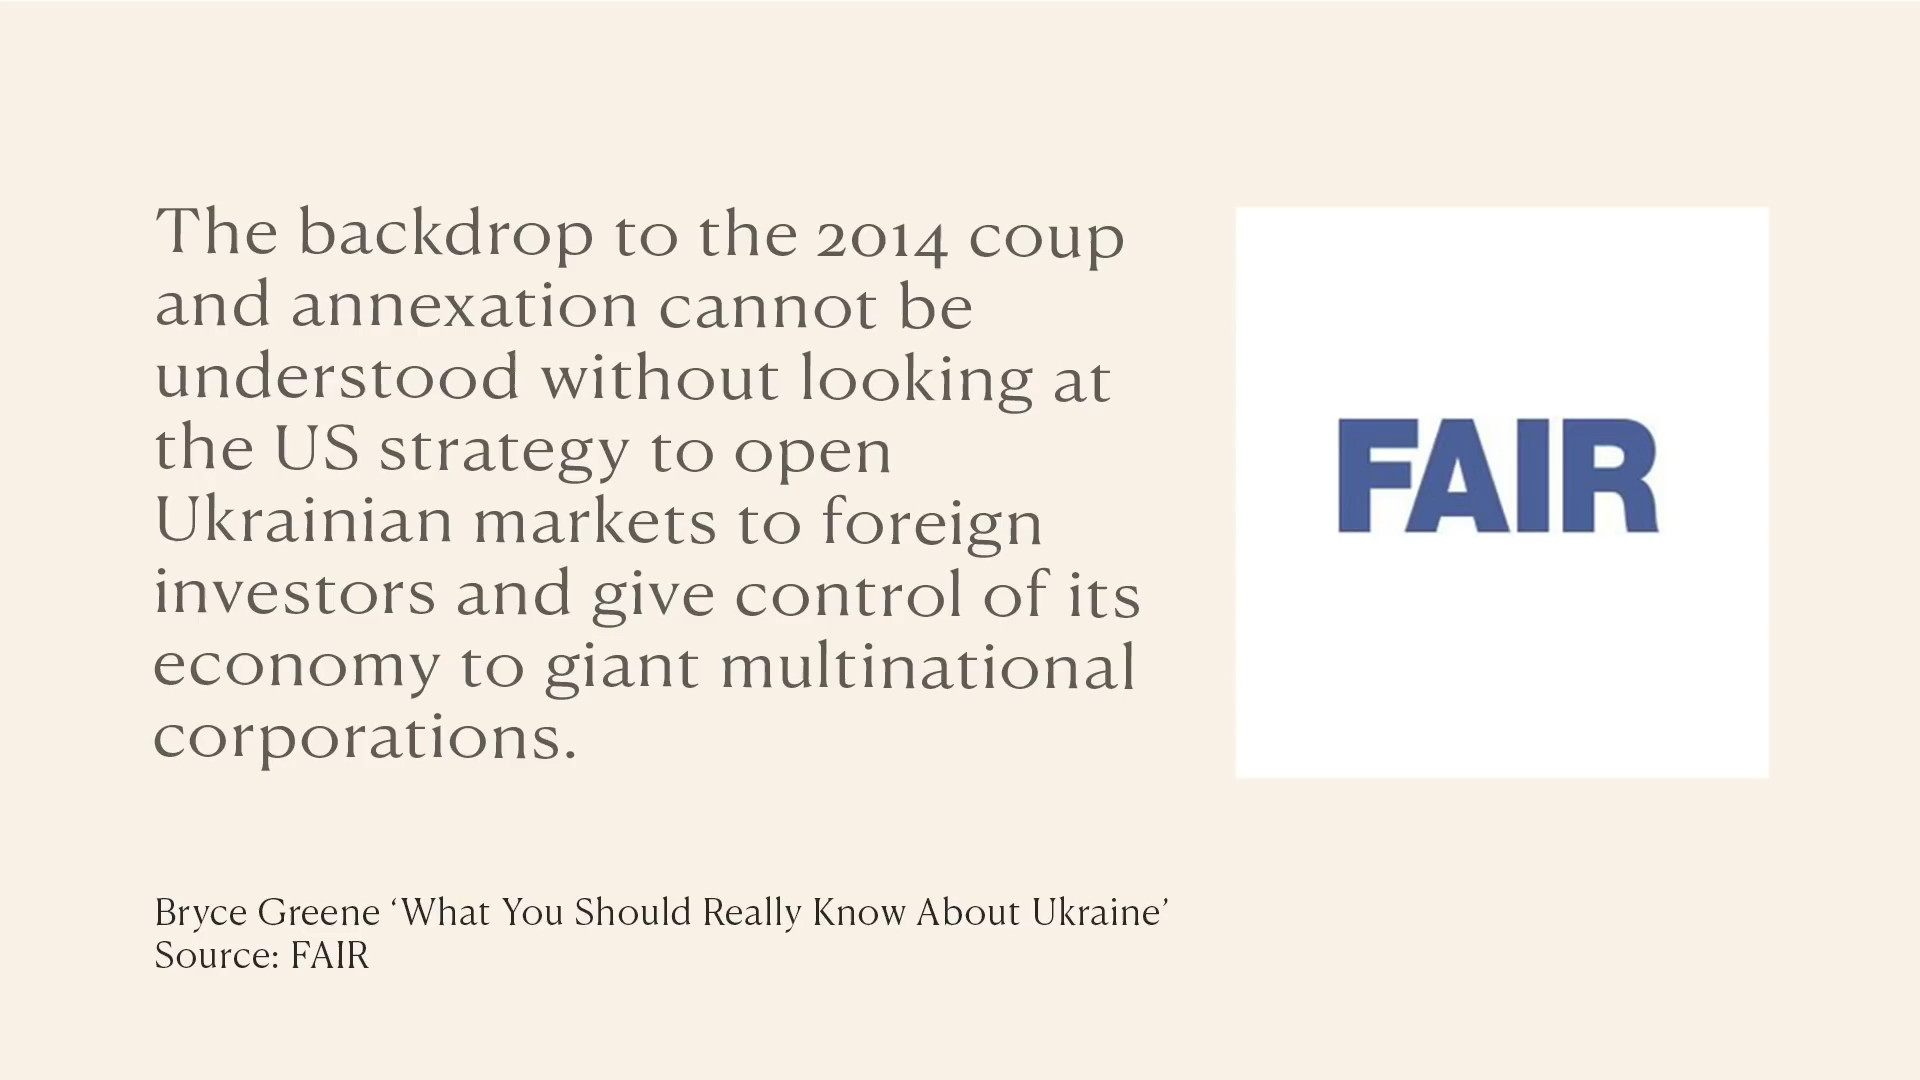 The backdrop to the 2014 coup
and annexation cannot be
understood without looking at
the US strategy to open
Ukrainian markets to foreign
investors and give control of its
economy to giant multinational
corporations.
FAIR
Bryce Greene ‘What You Should Really Know About Ukraine’
Source: FAIR